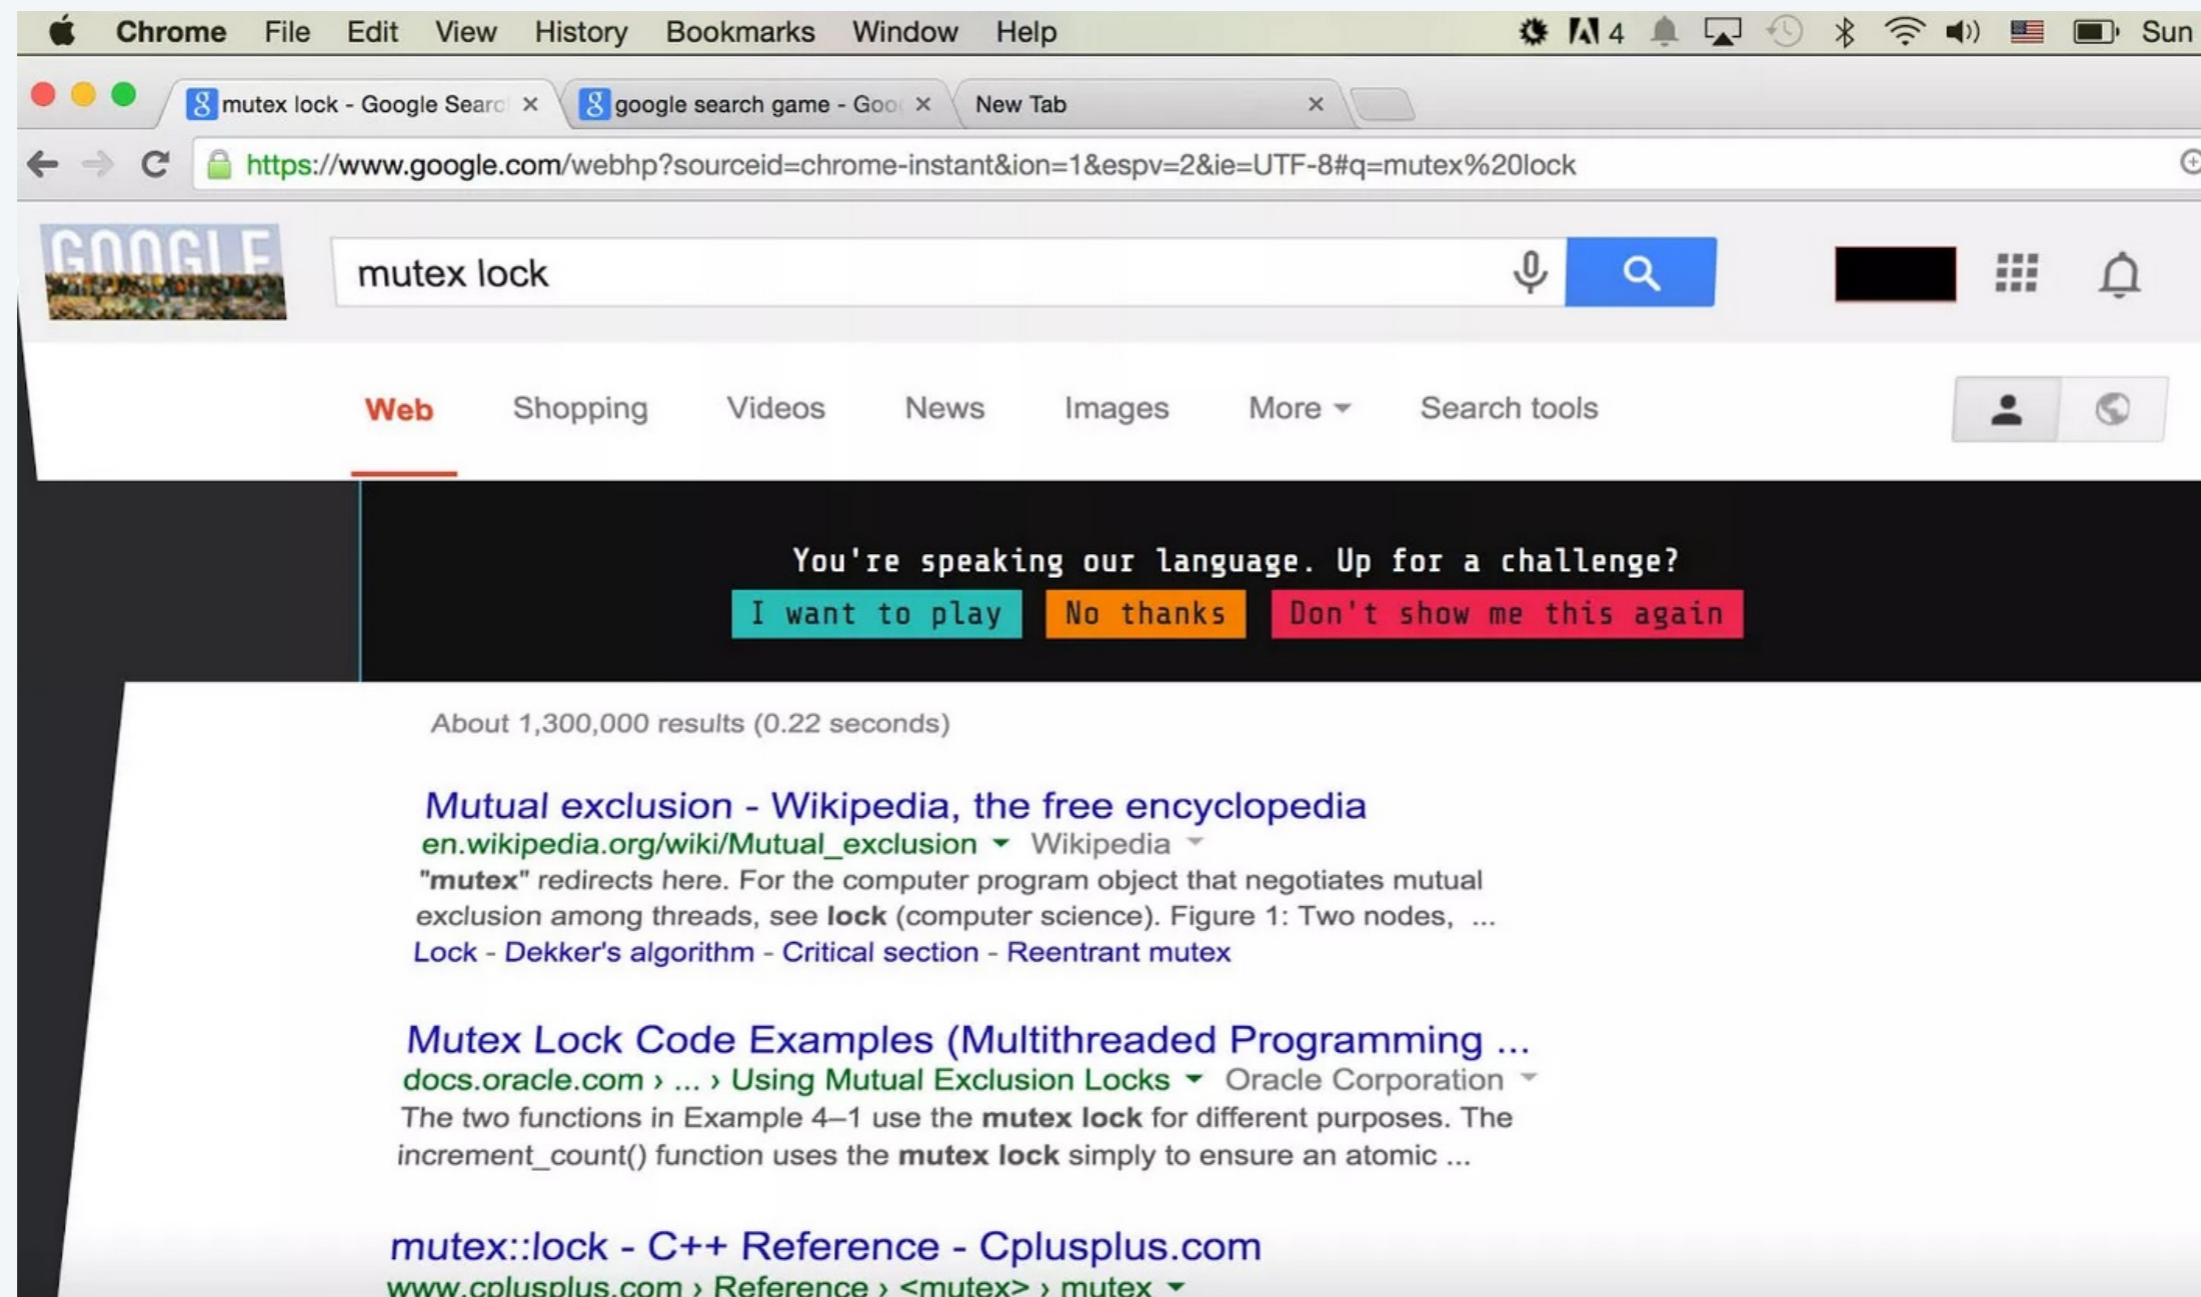 Chrome File Edit View History Bookmarks Window Help 4 Sun
mutex lock - Google Searc google search game - Goo New Tab
https://www.google.com/webhp?sourceid=chrome-instant&ion=1&espv=2&ie=UTF-8#q=mutex%20lock
GOOGLE
mutex lock
Web Shopping Videos News Images More Search tools
You're speaking our language. Up for a challenge?
I want to play No thanks Don't show me this again
About 1,300,000 results (0.22 seconds)
Mutual exclusion - Wikipedia, the free encyclopedia
en.wikipedia.org/wiki/Mutual_exclusion Wikipedia
"mutex" redirects here. For the computer program object that negotiates mutual
exclusion among threads, see lock (computer science). Figure 1: Two nodes, ...
Lock - Dekker's algorithm - Critical section - Reentrant mutex
Mutex Lock Code Examples (Multithreaded Programming ...
docs.oracle.com › ... › Using Mutual Exclusion Locks Oracle Corporation
The two functions in Example 4–1 use the mutex lock for different purposes. The
increment_count() function uses the mutex lock simply to ensure an atomic ...
mutex::lock - C++ Reference - Cplusplus.com
www.cplusplus.com › Reference › <mutex> › mutex